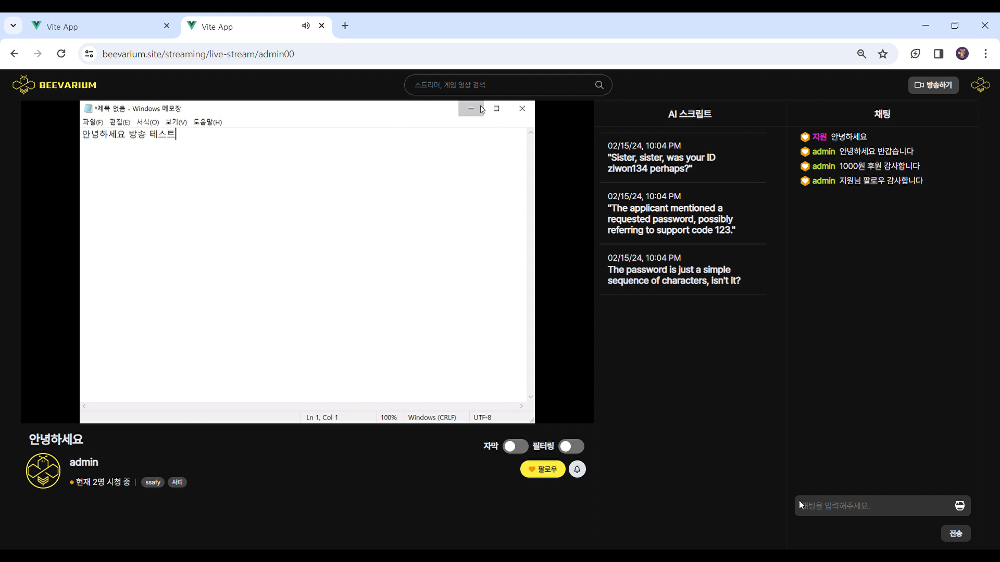 Vite App
Vite App
beevarium.site/streaming/live-stream/admin00
BEEVARIUM
스트리머, 게임 영상 검색
방송하기
*제목 없음 - Windows 메모장
파일(F) 편집(E) 서식(O) 보기(V) 도움말(H)
안녕하세요 방송 테스트
Ln 1, Col 1
100%
Windows (CRLF)
UTF-8
안녕하세요
admin
현재 2명 시청 중
ssafy
싸피
자막
필터링
팔로우
AI 스크립트
02/15/24, 10:04 PM
"Sister, sister, was your ID
ziwon134 perhaps?"
02/15/24, 10:04 PM
"The applicant mentioned a
requested password, possibly
referring to support code 123."
02/15/24, 10:04 PM
The password is just a simple
sequence of characters, isn't it?
채팅
지원 안녕하세요
admin 안녕하세요 반갑습니다
admin 1000원 후원 감사합니다
admin 지원님 팔로우 감사합니다
입력해주세요.
전송